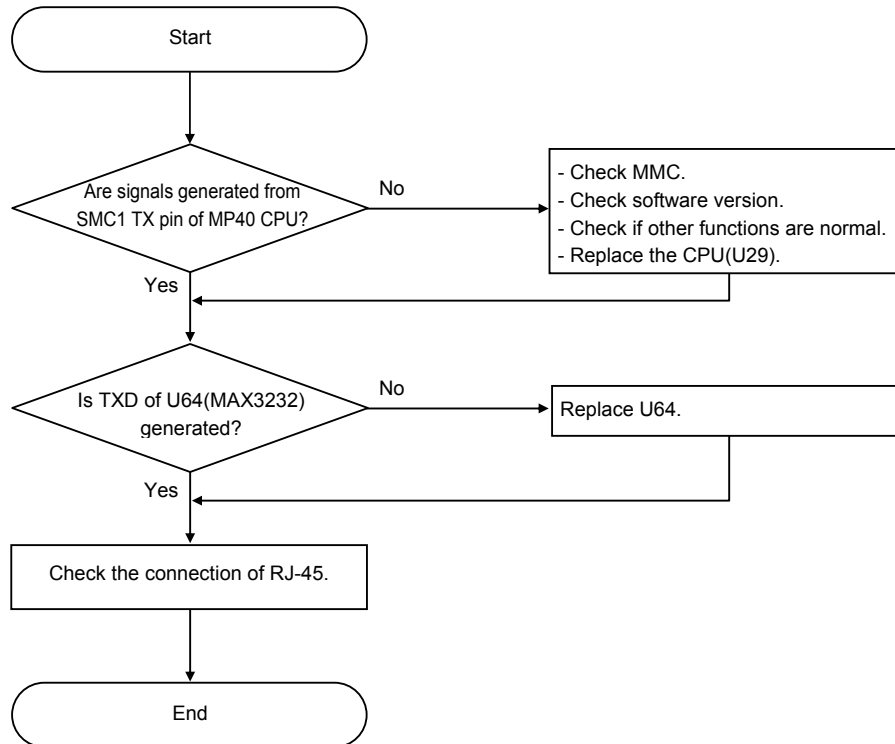 Start
Are signals generated from
SMC1 TX pin of MP40 CPU?
No
- Check MMC.
- Check software version.
- Check if other functions are normal.
- Replace the CPU(U29).
Yes
Is TXD of U64(MAX3232)
generated?
No
Replace U64.
Yes
Check the connection of RJ-45.
End